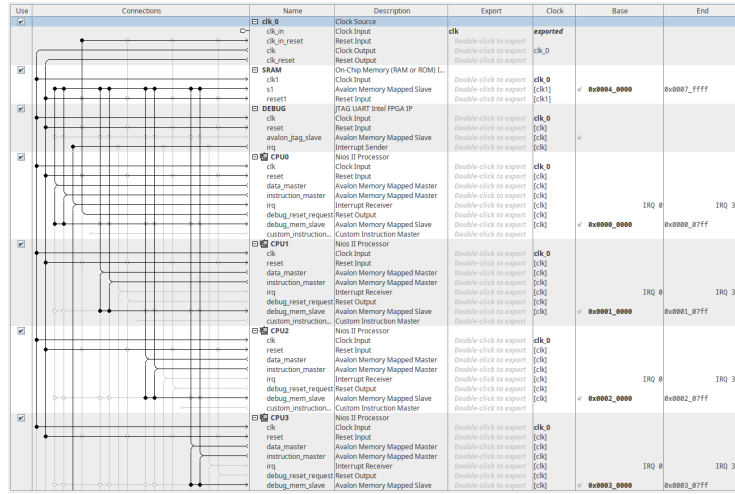 Use Connections Name Description Export Clock Base End
clk_0 Clock Source
clk_in Clock Input clk exported
clk_in_reset Reset Input Double-click to export
clk Clock Output Double-click to export clk_0
clk_reset Reset Output Double-click to export
SRAM On-Chip Memory (RAM or ROM) I...
clk1 Clock Input Double-click to export clk_0
s1 Avalon Memory Mapped Slave Double-click to export [clk1] 0x0004_0000 0x0007_ffff
reset1 Reset Input Double-click to export [clk1]
DEBUG JTAG UART Intel FPGA IP
clk Clock Input Double-click to export clk_0
reset Reset Input Double-click to export [clk]
avalon_jtag_slave Avalon Memory Mapped Slave Double-click to export [clk]
irq Interrupt Sender Double-click to export [clk]
CPU0 Nios II Processor
clk Clock Input Double-click to export clk_0
reset Reset Input Double-click to export [clk]
data_master Avalon Memory Mapped Master Double-click to export [clk]
instruction_master Avalon Memory Mapped Master Double-click to export [clk]
irq Interrupt Receiver Double-click to export [clk] IRQ 0 IRQ 3
debug_reset_request Reset Output Double-click to export [clk]
debug_mem_slave Avalon Memory Mapped Slave Double-click to export [clk] 0x0000_0000 0x0000_07ff
custom_instruction... Custom Instruction Master Double-click to export
CPU1 Nios II Processor
clk Clock Input Double-click to export clk_0
reset Reset Input Double-click to export [clk]
data_master Avalon Memory Mapped Master Double-click to export [clk]
instruction_master Avalon Memory Mapped Master Double-click to export [clk]
irq Interrupt Receiver Double-click to export [clk] IRQ 0 IRQ 3
debug_reset_request Reset Output Double-click to export [clk]
debug_mem_slave Avalon Memory Mapped Slave Double-click to export [clk] 0x0001_0000 0x0001_07ff
custom_instruction... Custom Instruction Master Double-click to export
CPU2 Nios II Processor
clk Clock Input Double-click to export clk_0
reset Reset Input Double-click to export [clk]
data_master Avalon Memory Mapped Master Double-click to export [clk]
instruction_master Avalon Memory Mapped Master Double-click to export [clk]
irq Interrupt Receiver Double-click to export [clk] IRQ 0 IRQ 3
debug_reset_request Reset Output Double-click to export [clk]
debug_mem_slave Avalon Memory Mapped Slave Double-click to export [clk] 0x0002_0000 0x0002_07ff
custom_instruction... Custom Instruction Master Double-click to export
CPU3 Nios II Processor
clk Clock Input Double-click to export clk_0
reset Reset Input Double-click to export [clk]
data_master Avalon Memory Mapped Master Double-click to export [clk]
instruction_master Avalon Memory Mapped Master Double-click to export [clk]
irq Interrupt Receiver Double-click to export [clk] IRQ 0 IRQ 3
debug_reset_request Reset Output Double-click to export [clk]
debug_mem_slave Avalon Memory Mapped Slave Double-click to export [clk] 0x0003_0000 0x0003_07ff